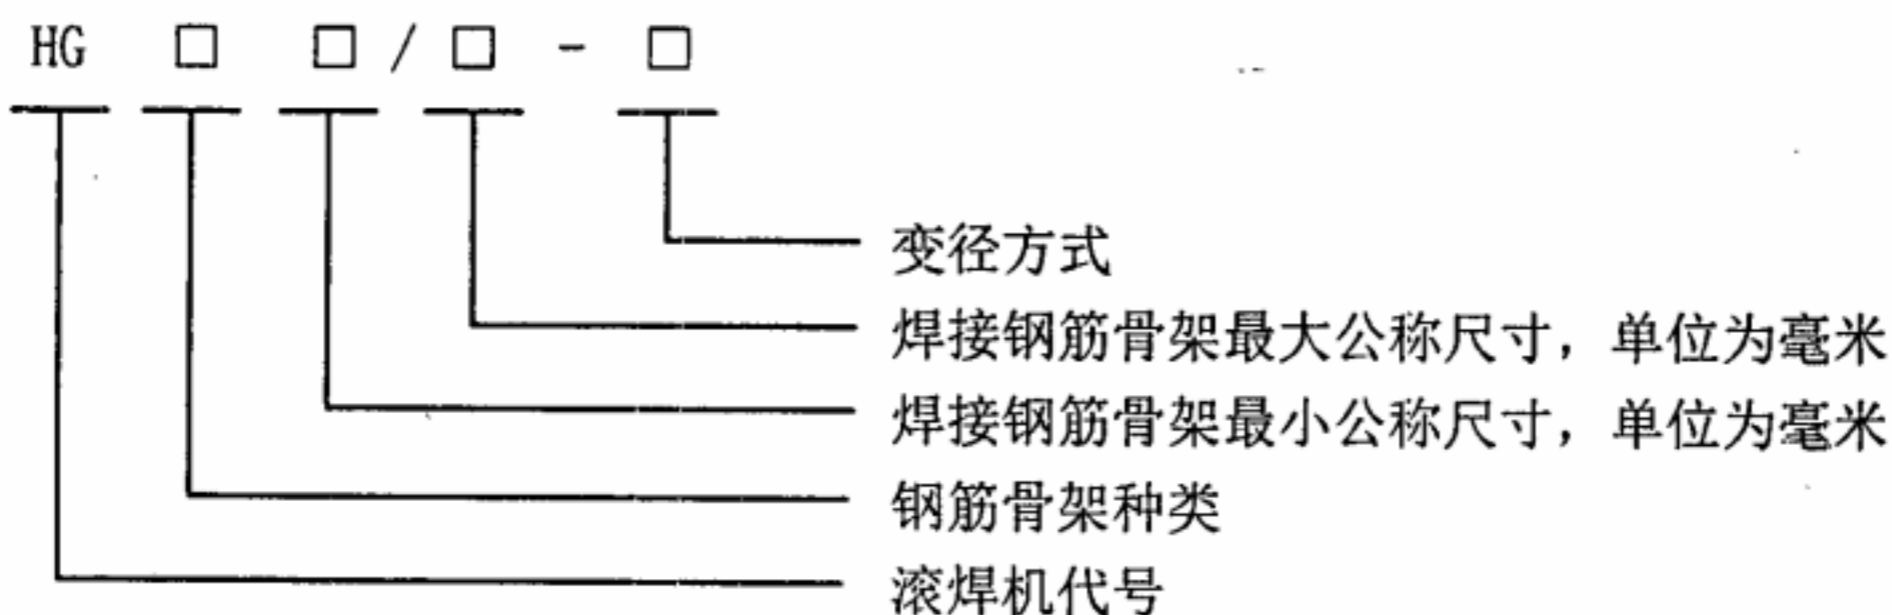 HG □ □ / □ - □
变径方式
焊接钢筋骨架最大公称尺寸，单位为毫米
焊接钢筋骨架最小公称尺寸，单位为毫米
钢筋骨架种类
滚焊机代号